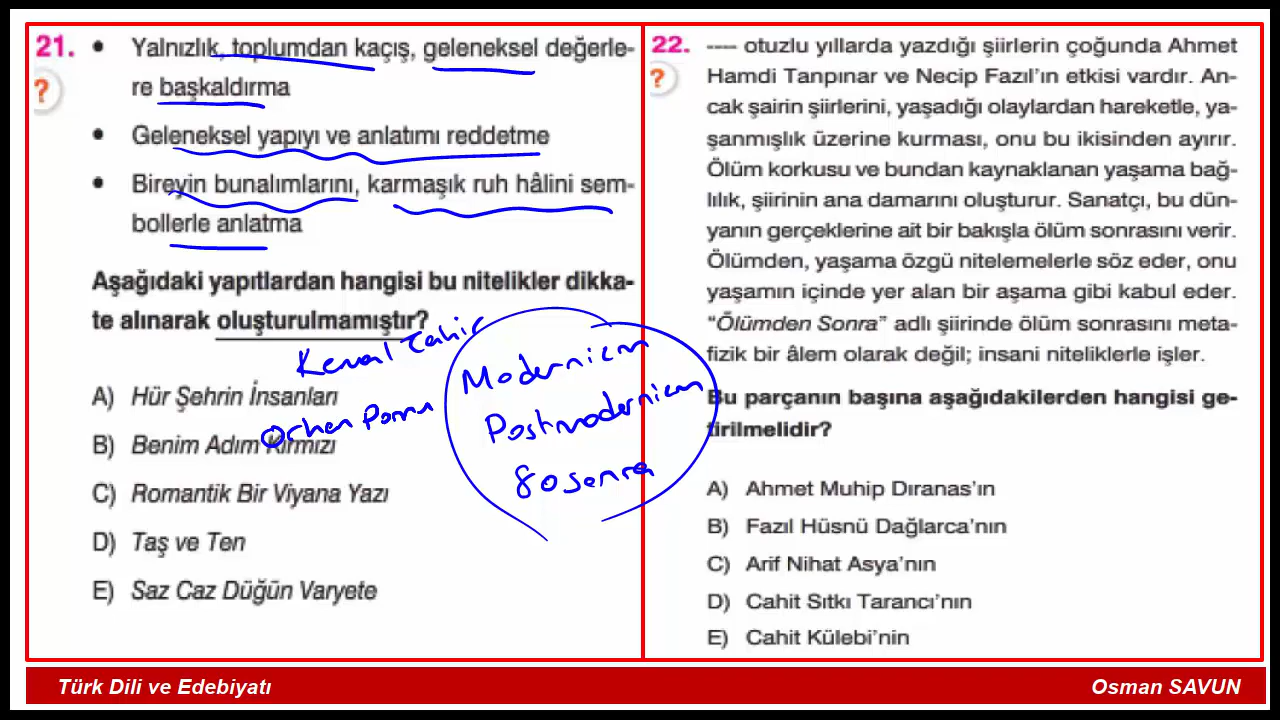 21. • Yalnızlık, toplumdan kaçış, geleneksel değerle-
re başkaldırma
?
• Geleneksel yapıyı ve anlatımı reddetme
• Bireyin bunalımlarını, karmaşık ruh hâlini sem-
bollerle anlatma
Aşağıdaki yapıtlardan hangisi bu nitelikler dikka-
te alınarak oluşturulmamıştır?
Kemal Tahir
A) Hür Şehrin İnsanları
Orhan Pamu
B) Benim Adım Kırmızı
C) Romantik Bir Viyana Yazı
D) Taş ve Ten
E) Saz Caz Düğün Varyete
Modernizm
Postmodernizm
80 sonra
22. ---- otuzlu yıllarda yazdığı şiirlerin çoğunda Ahmet
?
Hamdi Tanpınar ve Necip Fazıl’ın etkisi vardır. An-
cak şairin şiirlerini, yaşadığı olaylardan hareketle, ya-
şanmışlık üzerine kurması, onu bu ikisinden ayırır.
Ölüm korkusu ve bundan kaynaklanan yaşama bağ-
lılık, şiirinin ana damarını oluşturur. Sanatçı, bu dün-
yanın gerçeklerine ait bir bakışla ölüm sonrasını verir.
Ölümden, yaşama özgü nitelemelerle söz eder, onu
yaşamın içinde yer alan bir aşama gibi kabul eder.
“Ölümden Sonra” adlı şiirinde ölüm sonrasını meta-
fizik bir âlem olarak değil; insani niteliklerle işler.
Bu parçanın başına aşağıdakilerden hangisi ge-
tirilmelidir?
A) Ahmet Muhip Dıranas’ın
B) Fazıl Hüsnü Dağlarca’nın
C) Arif Nihat Asya’nın
D) Cahit Sıtkı Tarancı’nın
E) Cahit Külebi’nin
Türk Dili ve Edebiyatı
Osman SAVUN